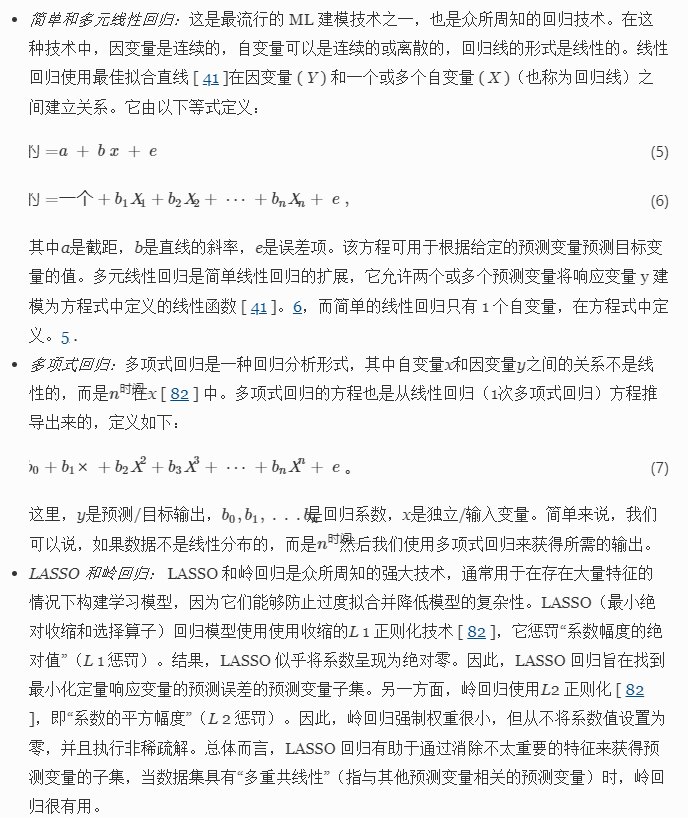 • 简单和多元线性回归：这是最流行的 ML 建模技术之一，也是众所周知的回归技术。在这
种技术中，因变量是连续的，自变量可以是连续的或离散的，回归线的形式是线性的。线性
回归使用最佳拟合直线 [ 41 ]在因变量 ( Y ) 和一个或多个自变量 ( X )（也称为回归线）之
间建立关系。它由以下等式定义：
=a + b x + e (5)
=一个 + b₁X₁ + b₂X₂ + ⋯ + bₙXₙ + e , (6)
其中a是截距，b是直线的斜率，e是误差项。该方程可用于根据给定的预测变量预测目标变
量的值。多元线性回归是简单线性回归的扩展，它允许两个或多个预测变量将响应变量 y 建
模为方程式中定义的线性函数 [ 41 ]。6，而简单的线性回归只有 1 个自变量，在方程式中定
义。5 .
• 多项式回归：多项式回归是一种回归分析形式，其中自变量x和因变量y之间的关系不是线
性的，而是n时间在x [ 82 ] 中。多项式回归的方程也是从线性回归（1次多项式回归）方程推
导出来的，定义如下：
b₀ + b₁× + b₂X² + b₃X³ + ⋯ + bₙXⁿ + e 。 (7)
这里，y是预测/目标输出，b₀, b₁, . . . bₙ是回归系数，x是独立/输入变量。简单来说，我们
可以说，如果数据不是线性分布的，而是n时间然后我们使用多项式回归来获得所需的输出。
• LASSO 和岭回归： LASSO 和岭回归是众所周知的强大技术，通常用于在存在大量特征的
情况下构建学习模型，因为它们能够防止过度拟合并降低模型的复杂性。LASSO（最小绝
对收缩和选择算子）回归模型使用使用收缩的L 1 正则化技术 [ 82 ]，它惩罚“系数幅度的绝
对值”（L 1 惩罚）。结果，LASSO 似乎将系数呈现为绝对零。因此，LASSO 回归旨在找到
最小化定量响应变量的预测误差的预测变量子集。另一方面，岭回归使用L2 正则化 [ 82
]，即“系数的平方幅度”（L 2 惩罚）。因此，岭回归强制权重很小，但从不将系数值设置为
零，并且执行非稀疏解。总体而言，LASSO 回归有助于通过消除不太重要的特征来获得预
测变量的子集，当数据集具有“多重共线性”（指与其他预测变量相关的预测变量）时，岭回
归很有用。